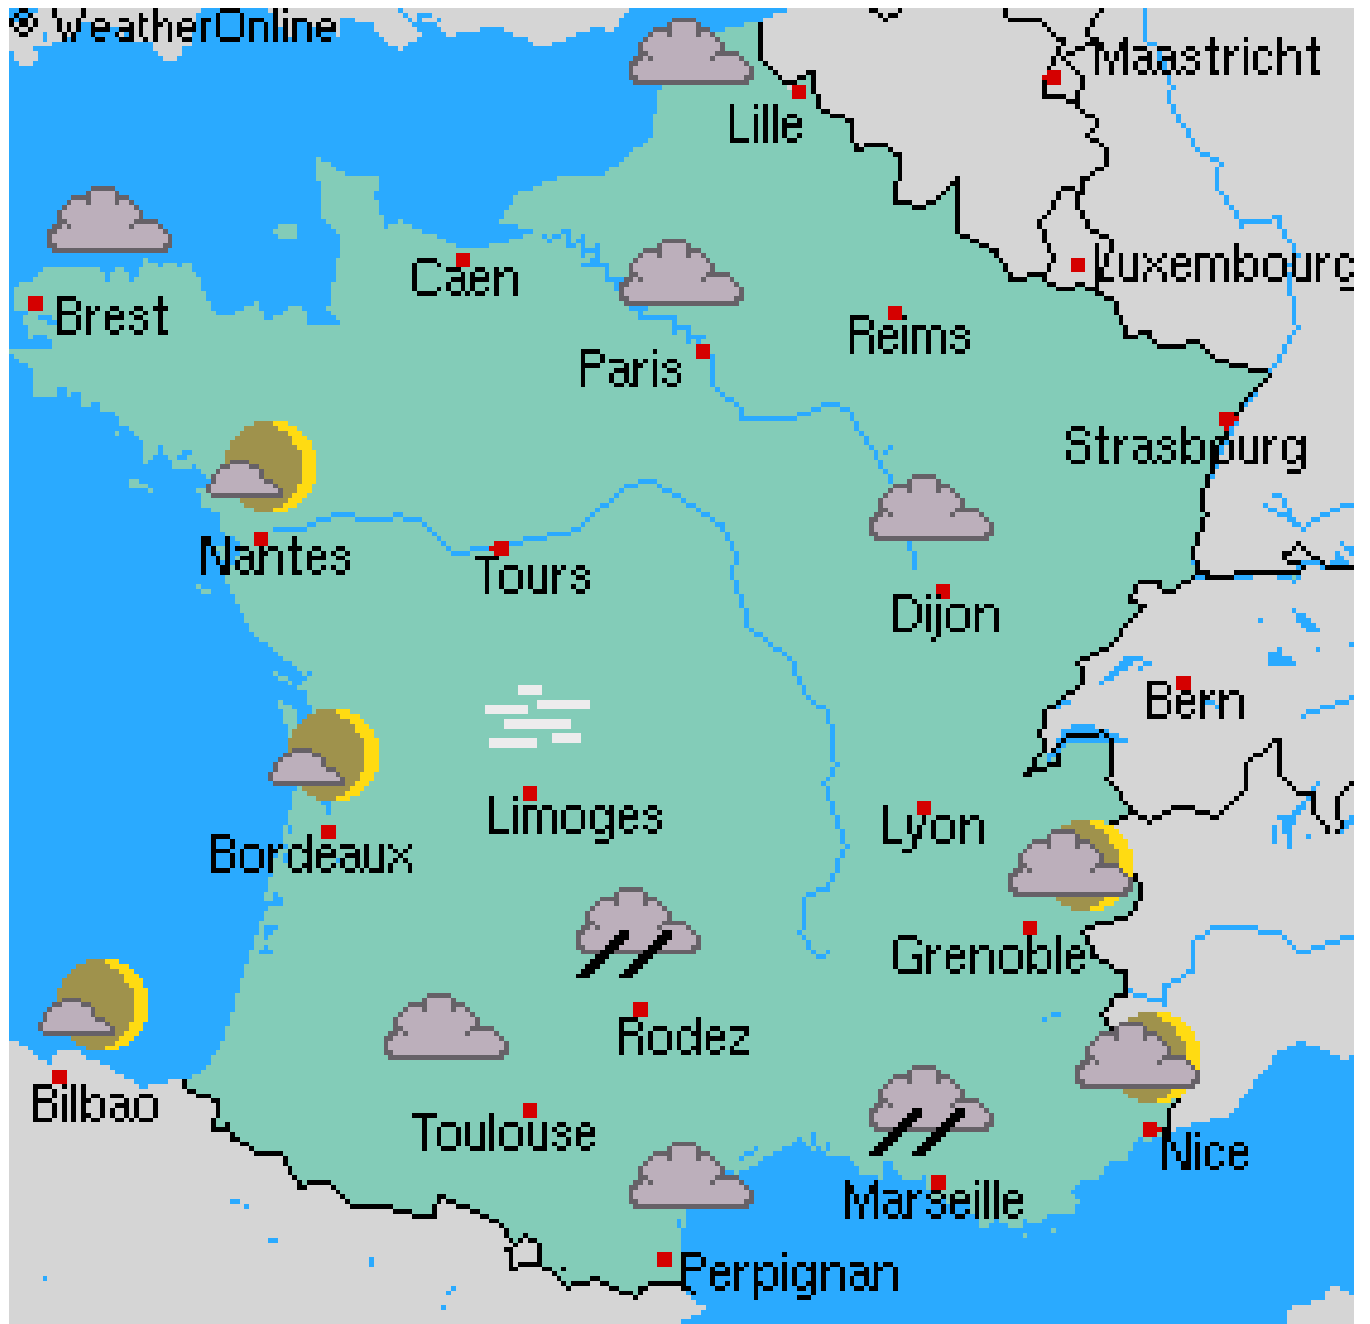 © WeatherOnline
Maastricht
Lille
Luxembourg
Caen
Brest
Reims
Paris
Strasbourg
Nantes
Tours
Dijon
Bern
Limoges
Lyon
Bordeaux
Grenoble
Rodez
Bilbao
Toulouse
Nice
Marseille
Perpignan